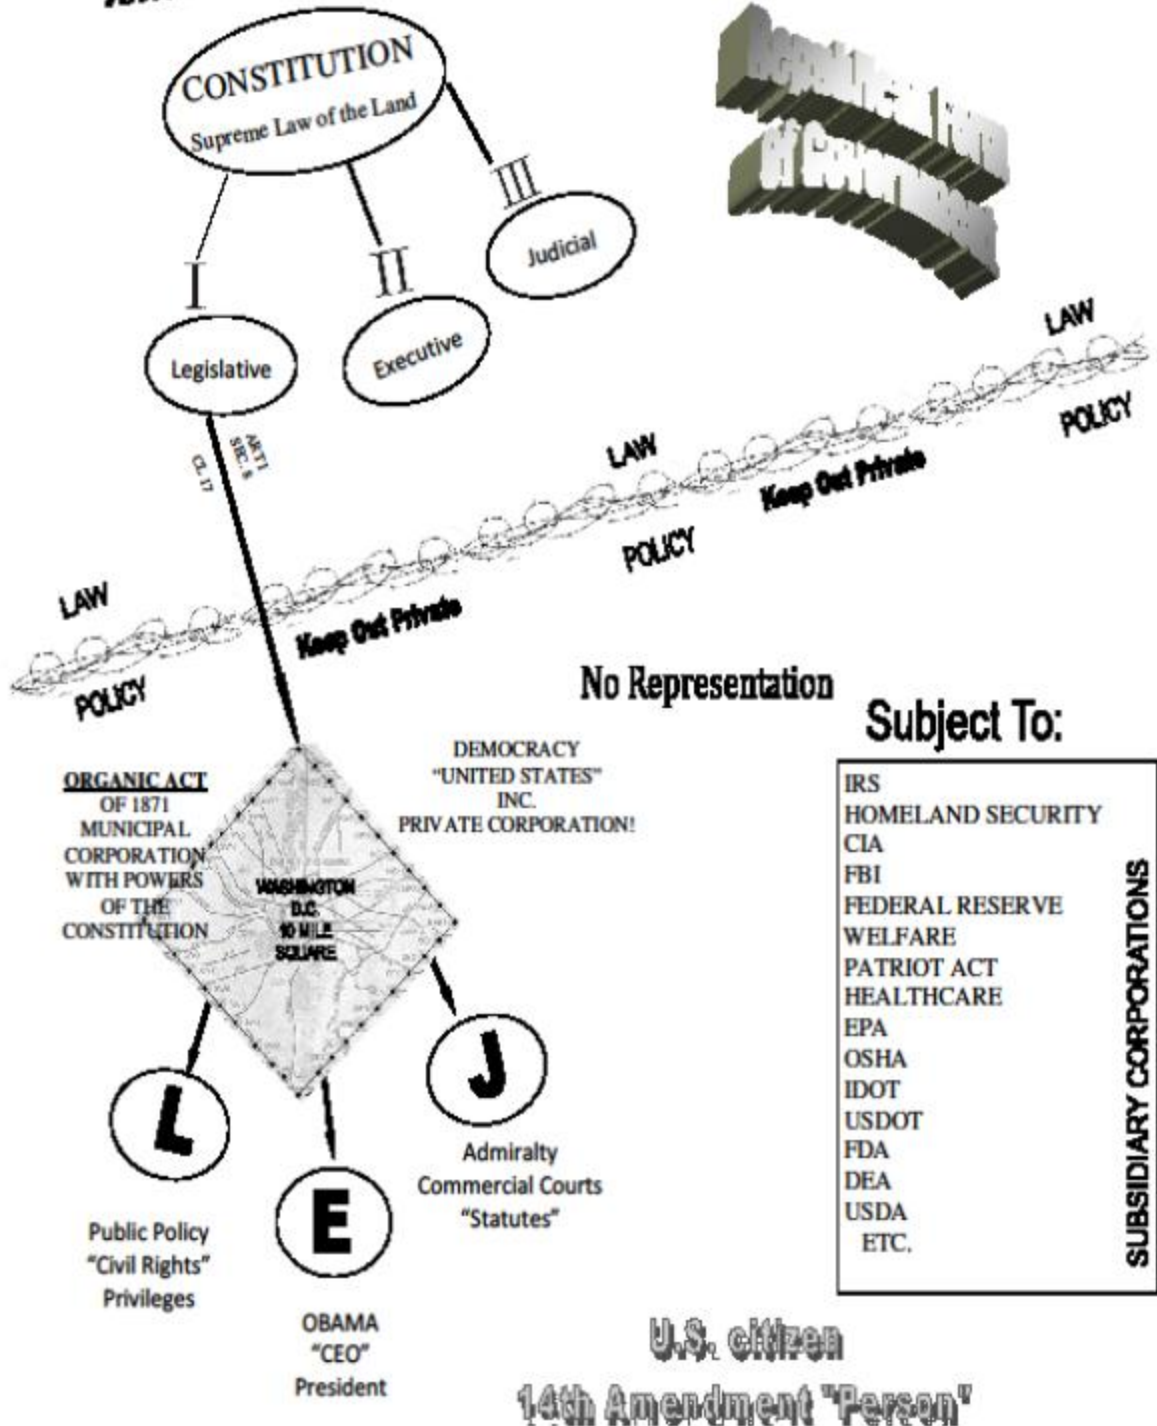 CONSTITUTION
Supreme Law of the Land
I
II
III
Legislative
Executive
Judicial
ART 1
SEC. 8
CL 17
LAW
POLICY
Keep Out Private
LAW
POLICY
Keep Out Private
LAW
POLICY
No Representation
Subject To:
ORGANIC ACT
OF 1871
MUNICIPAL
CORPORATION
WITH POWERS
OF THE
CONSTITUTION
DEMOCRACY
"UNITED STATES"
INC.
PRIVATE CORPORATION!
WASHINGTON
D.C.
10 MILE
SQUARE
IRS
HOMELAND SECURITY
CIA
FBI
FEDERAL RESERVE
WELFARE
PATRIOT ACT
HEALTHCARE
EPA
OSHA
IDOT
USDOT
FDA
DEA
USDA
ETC.
SUBSIDIARY CORPORATIONS
L
E
J
Public Policy
"Civil Rights"
Privileges
OBAMA
"CEO"
President
Admiralty
Commercial Courts
"Statutes"
U.S. citizen
14th Amendment "Person"